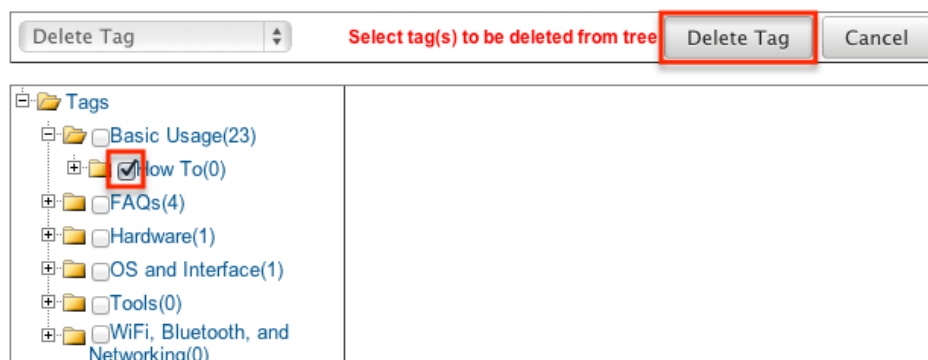 Delete Tag Select tag(s) to be deleted from tree Delete Tag Cancel
Tags
Basic Usage(23)
How To(0)
FAQs(4)
Hardware(1)
OS and Interface(1)
Tools(0)
WiFi, Bluetooth, and
Networking(0)